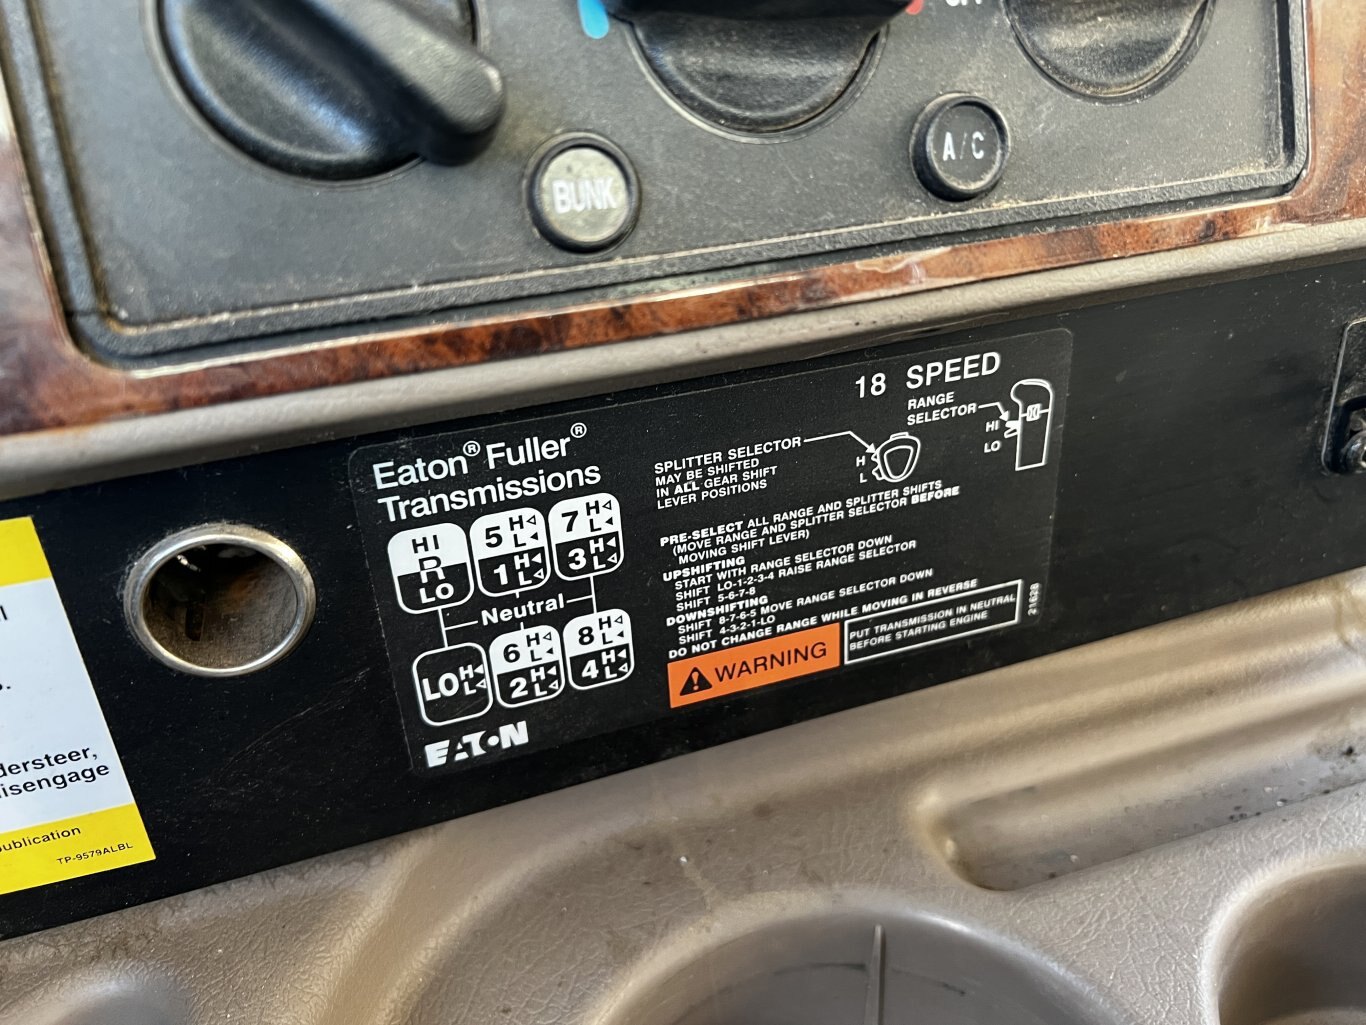 BUNK
A/C
18 SPEED
RANGE
SELECTOR
HI
LO
Eaton® Fuller®
Transmissions
SPLITTER SELECTOR
MAY BE SHIFTED
IN ALL GEAR SHIFT
LEVER POSITIONS
H
L
HI
R
LO
5 H L
1 H L
7 H L
3 H L
Neutral
LO H L
6 H L
2 H L
8 H L
4 H L
EATON
PRE-SELECT ALL RANGE AND SPLITTER SHIFTS
(MOVE RANGE AND SPLITTER SELECTOR BEFORE
MOVING SHIFT LEVER)
UPSHIFTING
START WITH RANGE SELECTOR DOWN
SHIFT LO-1-2-3-4 RAISE RANGE SELECTOR
SHIFT 5-6-7-8
DOWNSHIFTING
SHIFT 8-7-6-5 MOVE RANGE SELECTOR DOWN
SHIFT 4-3-2-1-LO
DO NOT CHANGE RANGE WHILE MOVING IN REVERSE
WARNING
PUT TRANSMISSION IN NEUTRAL
BEFORE STARTING ENGINE
21628
dersteer,
disengage
publication
TP-9579ALBL